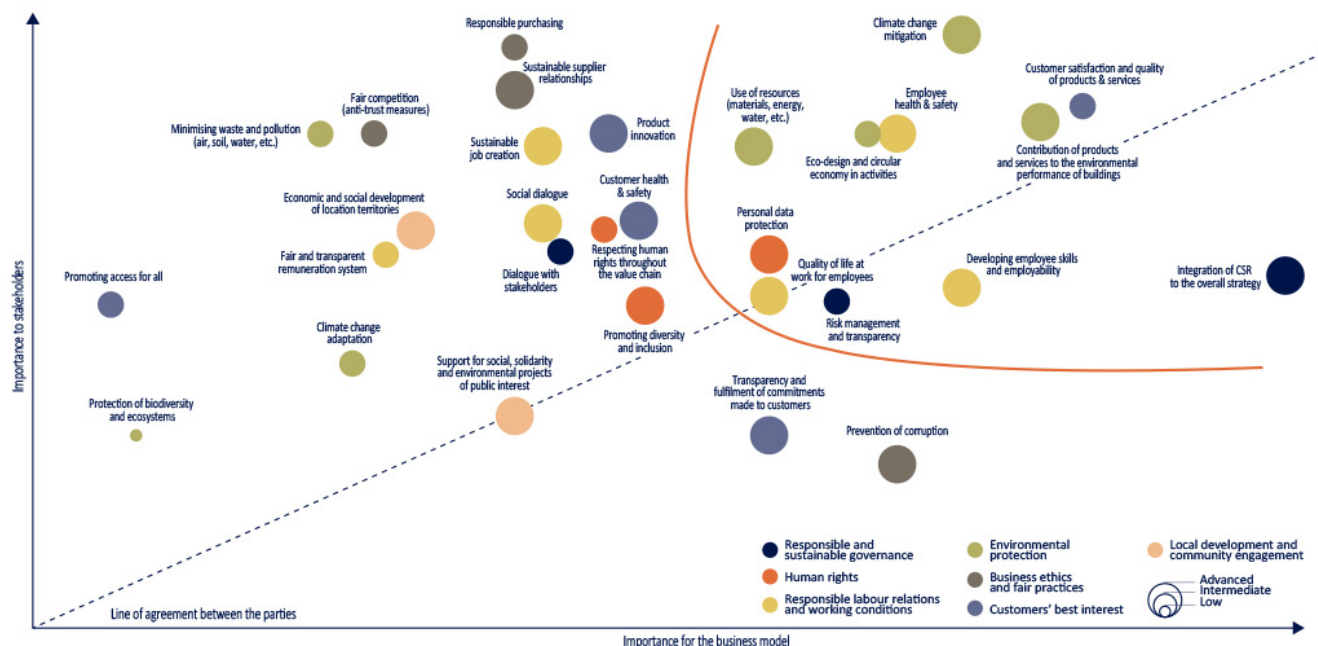 Responsible purchasing
Sustainable supplier
relationships
Fair competition
(anti-trust measures)
Minimising waste and pollution
(air, soil, water, etc.)
Sustainable
job creation
Product
innovation
Economic and social development
of location territories
Social dialogue
Customer health
& safety
Fair and transparent
remuneration system
Dialogue with
stakeholders
Respecting human
rights throughout
the value chain
Promoting access for all
Climate change
adaptation
Promoting diversity
and inclusion
Support for social, solidarity
and environmental projects
of public interest
Protection of biodiversity
and ecosystems
Climate change
mitigation
Customer satisfaction and quality
of products & services
Use of resources
(materials, energy,
water, etc.)
Employee
health & safety
Eco-design and circular
economy in activities
Contribution of products
and services to the environmental
performance of buildings
Personal data
protection
Quality of life at
work for employees
Developing employee skills
and employability
Integration of CSR
to the overall strategy
Risk management
and transparency
Transparency and
fulfilment of commitments
made to customers
Prevention of corruption
Importance to stakeholders
Line of agreement between the parties
Importance for the business model
Responsible and
sustainable governance
Human rights
Responsible labour relations
and working conditions
Environmental
protection
Business ethics
and fair practices
Customers' best interest
Local development and
community engagement
Advanced
Intermediate
Low